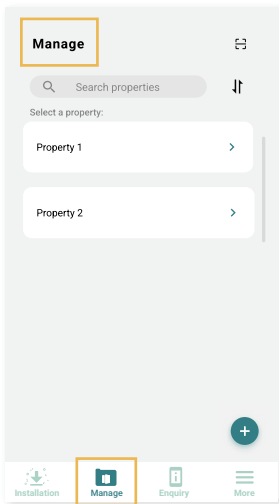 Manage
Search properties
Select a property:
Property 1
Property 2
Installation
Manage
Enquiry
More